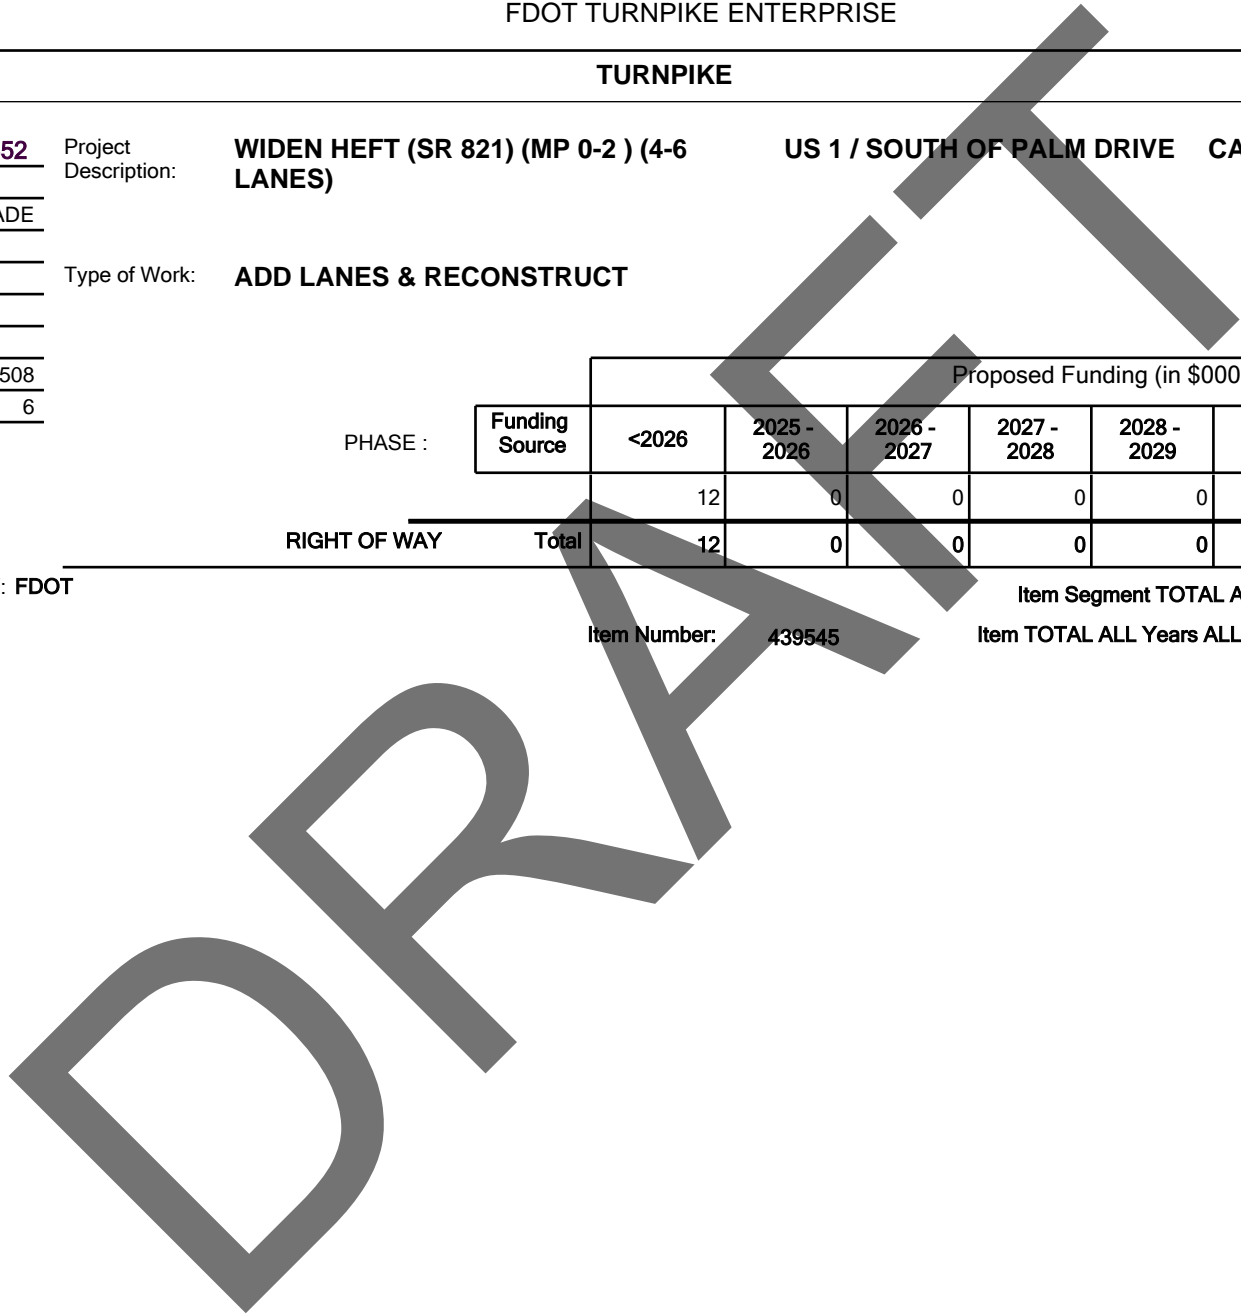 FDOT TURNPIKE ENTERPRISE
TURNPIKE
52 Project Description: WIDEN HEFT (SR 821) (MP 0-2 ) (4-6 LANES) US 1 / SOUTH OF PALM DRIVE CA
ADE
Type of Work: ADD LANES & RECONSTRUCT
508
6
Proposed Funding (in $000
PHASE : Funding Source <2026 2025 - 2026 2026 - 2027 2027 - 2028 2028 - 2029
12 0 0 0 0
RIGHT OF WAY Total 12 0 0 0 0
: FDOT
Item Segment TOTAL A
Item Number: 439545 Item TOTAL ALL Years ALL
DRAFT